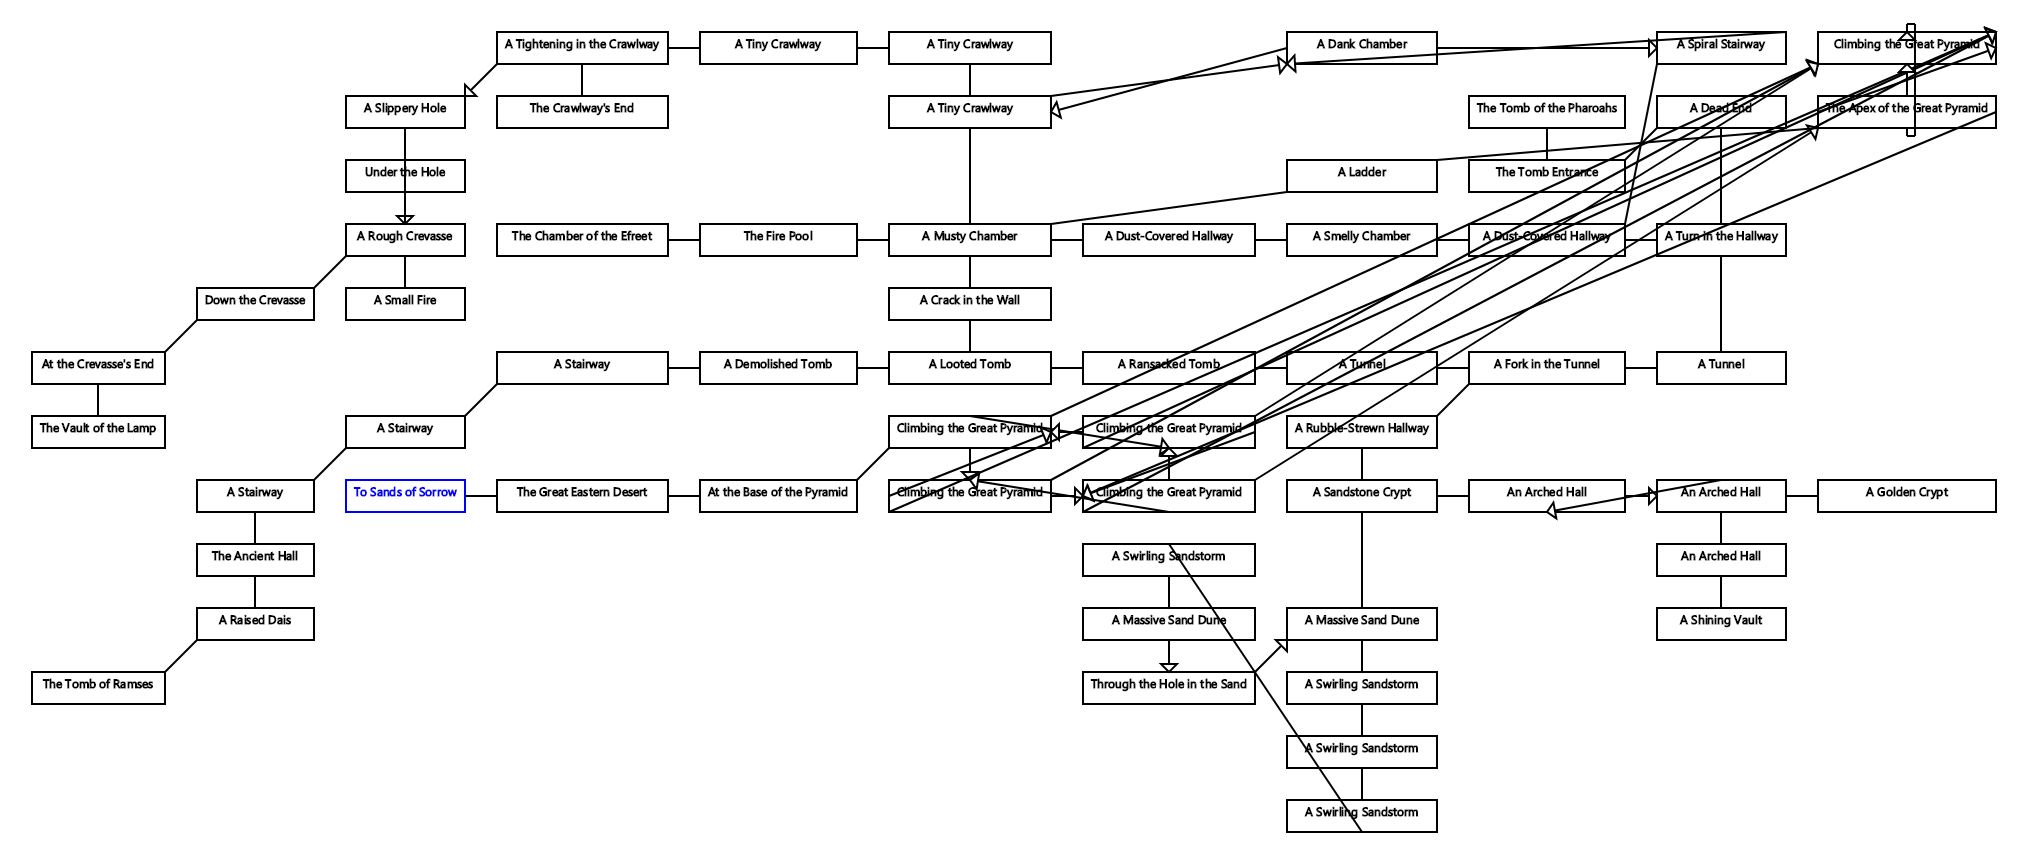 A Tightening in the Crawlway
A Tiny Crawlway
A Tiny Crawlway
A Dank Chamber
A Spiral Stairway
Climbing the Great Pyramid
A Slippery Hole
The Crawlway's End
A Tiny Crawlway
The Tomb of the Pharoahs
A Dead End
The Apex of the Great Pyramid
Under the Hole
A Ladder
The Tomb Entrance
A Rough Crevasse
The Chamber of the Efreet
The Fire Pool
A Musty Chamber
A Dust-Covered Hallway
A Smelly Chamber
A Dust-Covered Hallway
A Turn in the Hallway
Down the Crevasse
A Small Fire
A Crack in the Wall
At the Crevasse's End
A Stairway
A Demolished Tomb
A Looted Tomb
A Ransacked Tomb
A Tunnel
A Fork in the Tunnel
A Tunnel
The Vault of the Lamp
A Stairway
Climbing the Great Pyramid
Climbing the Great Pyramid
A Rubble-Strewn Hallway
A Stairway
To Sands of Sorrow
The Great Eastern Desert
At the Base of the Pyramid
Climbing the Great Pyramid
Climbing the Great Pyramid
A Sandstone Crypt
An Arched Hall
An Arched Hall
A Golden Crypt
The Ancient Hall
A Swirling Sandstorm
An Arched Hall
A Raised Dais
A Massive Sand Dune
A Massive Sand Dune
A Shining Vault
The Tomb of Ramses
Through the Hole in the Sand
A Swirling Sandstorm
A Swirling Sandstorm
A Swirling Sandstorm